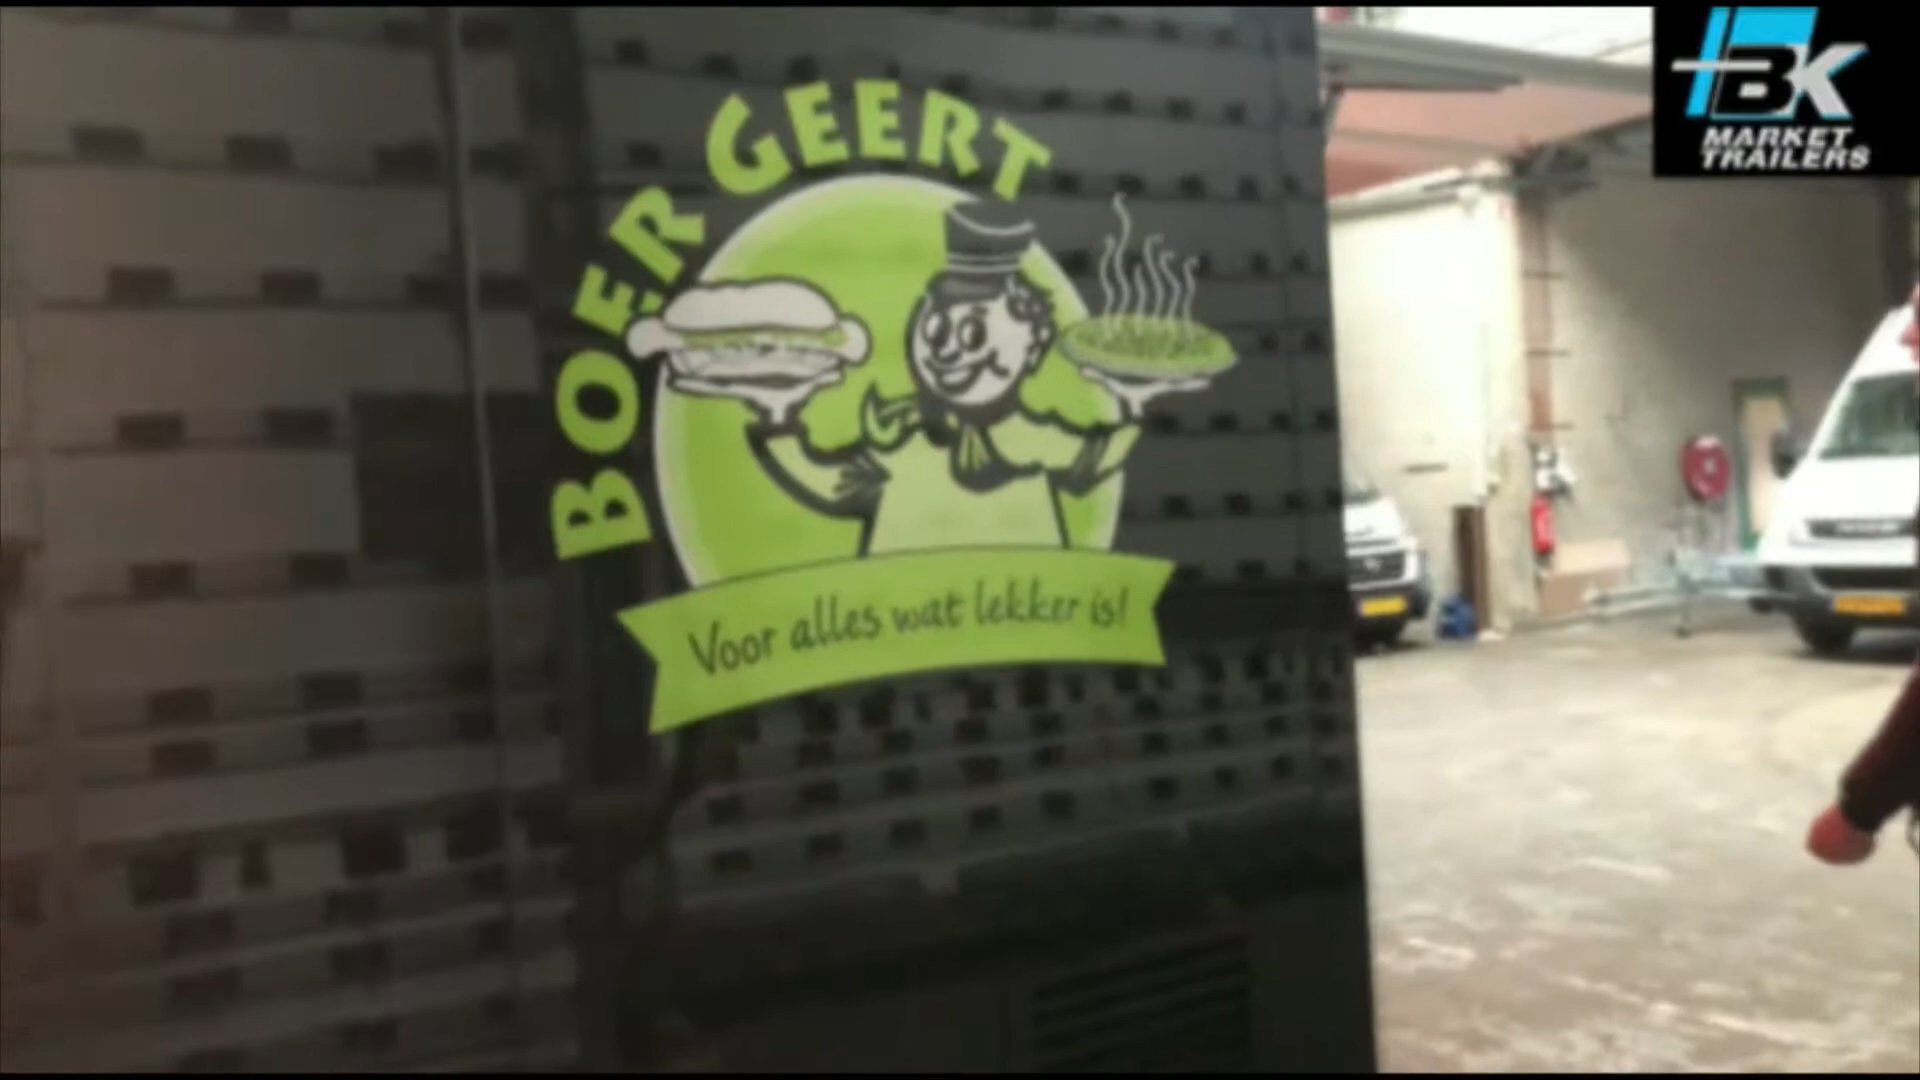 BOER GEERT
Voor alles wat lekker is!
BK
MARKET
TRAILERS